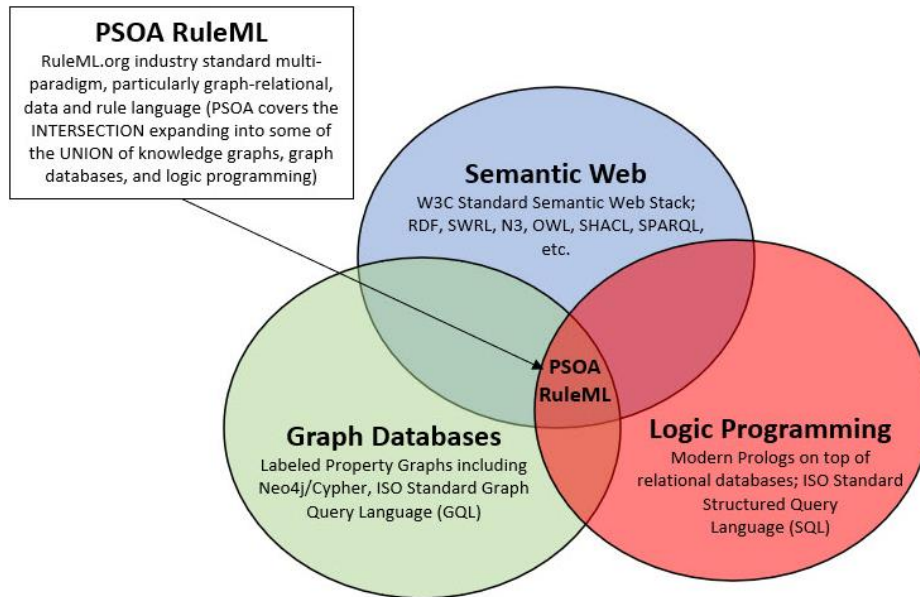 PSOA RuleML
RuleML.org industry standard multi-
paradigm, particularly graph-relational,
data and rule language (PSOA covers the
INTERSECTION expanding into some of
the UNION of knowledge graphs, graph
databases, and logic programming)
Semantic Web
W3C Standard Semantic Web Stack;
RDF, SWRL, N3, OWL, SHACL, SPARQL,
etc.
PSOA
RuleML
Graph Databases
Labeled Property Graphs including
Neo4j/Cypher, ISO Standard Graph
Query Language (GQL)
Logic Programming
Modern Prologs on top of
relational databases; ISO Standard
Structured Query
Language (SQL)